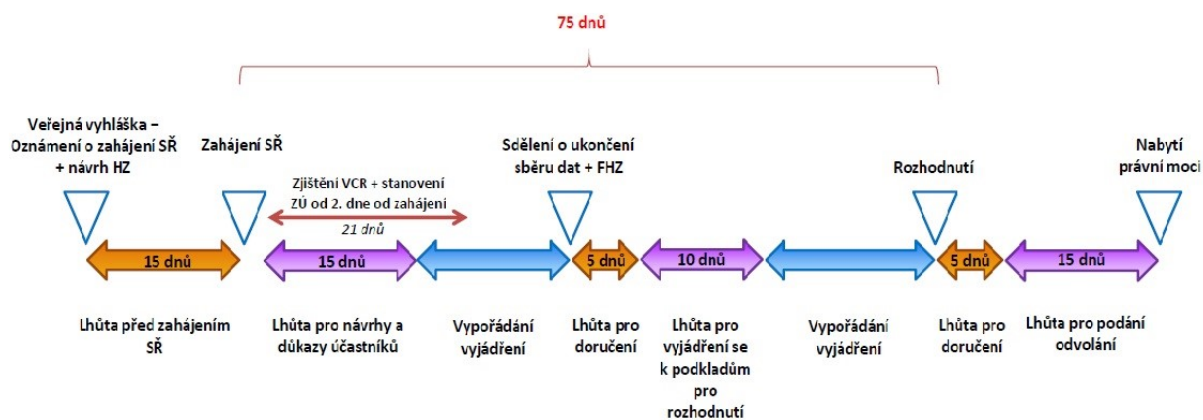 75 dnů
Veřejná vyhláška –
Oznámení o zahájení SŘ
+ návrh HZ
Zahájení SŘ
Zjištění VCR + stanovení
ZÚ od 2. dne od zahájení
21 dnů
Sdělení o ukončení
sběru dat + FHZ
Rozhodnutí
Nabytí
právní moci
15 dnů
15 dnů
5 dnů
10 dnů
5 dnů
15 dnů
Lhůta před zahájením
SŘ
Lhůta pro návrhy a
důkazy účastníků
Vypořádání
vyjádření
Lhůta pro
doručení
Lhůta pro
vyjádření se
k podkladům
pro
rozhodnutí
Vypořádání
vyjádření
Lhůta pro
doručení
Lhůta pro podání
odvolání